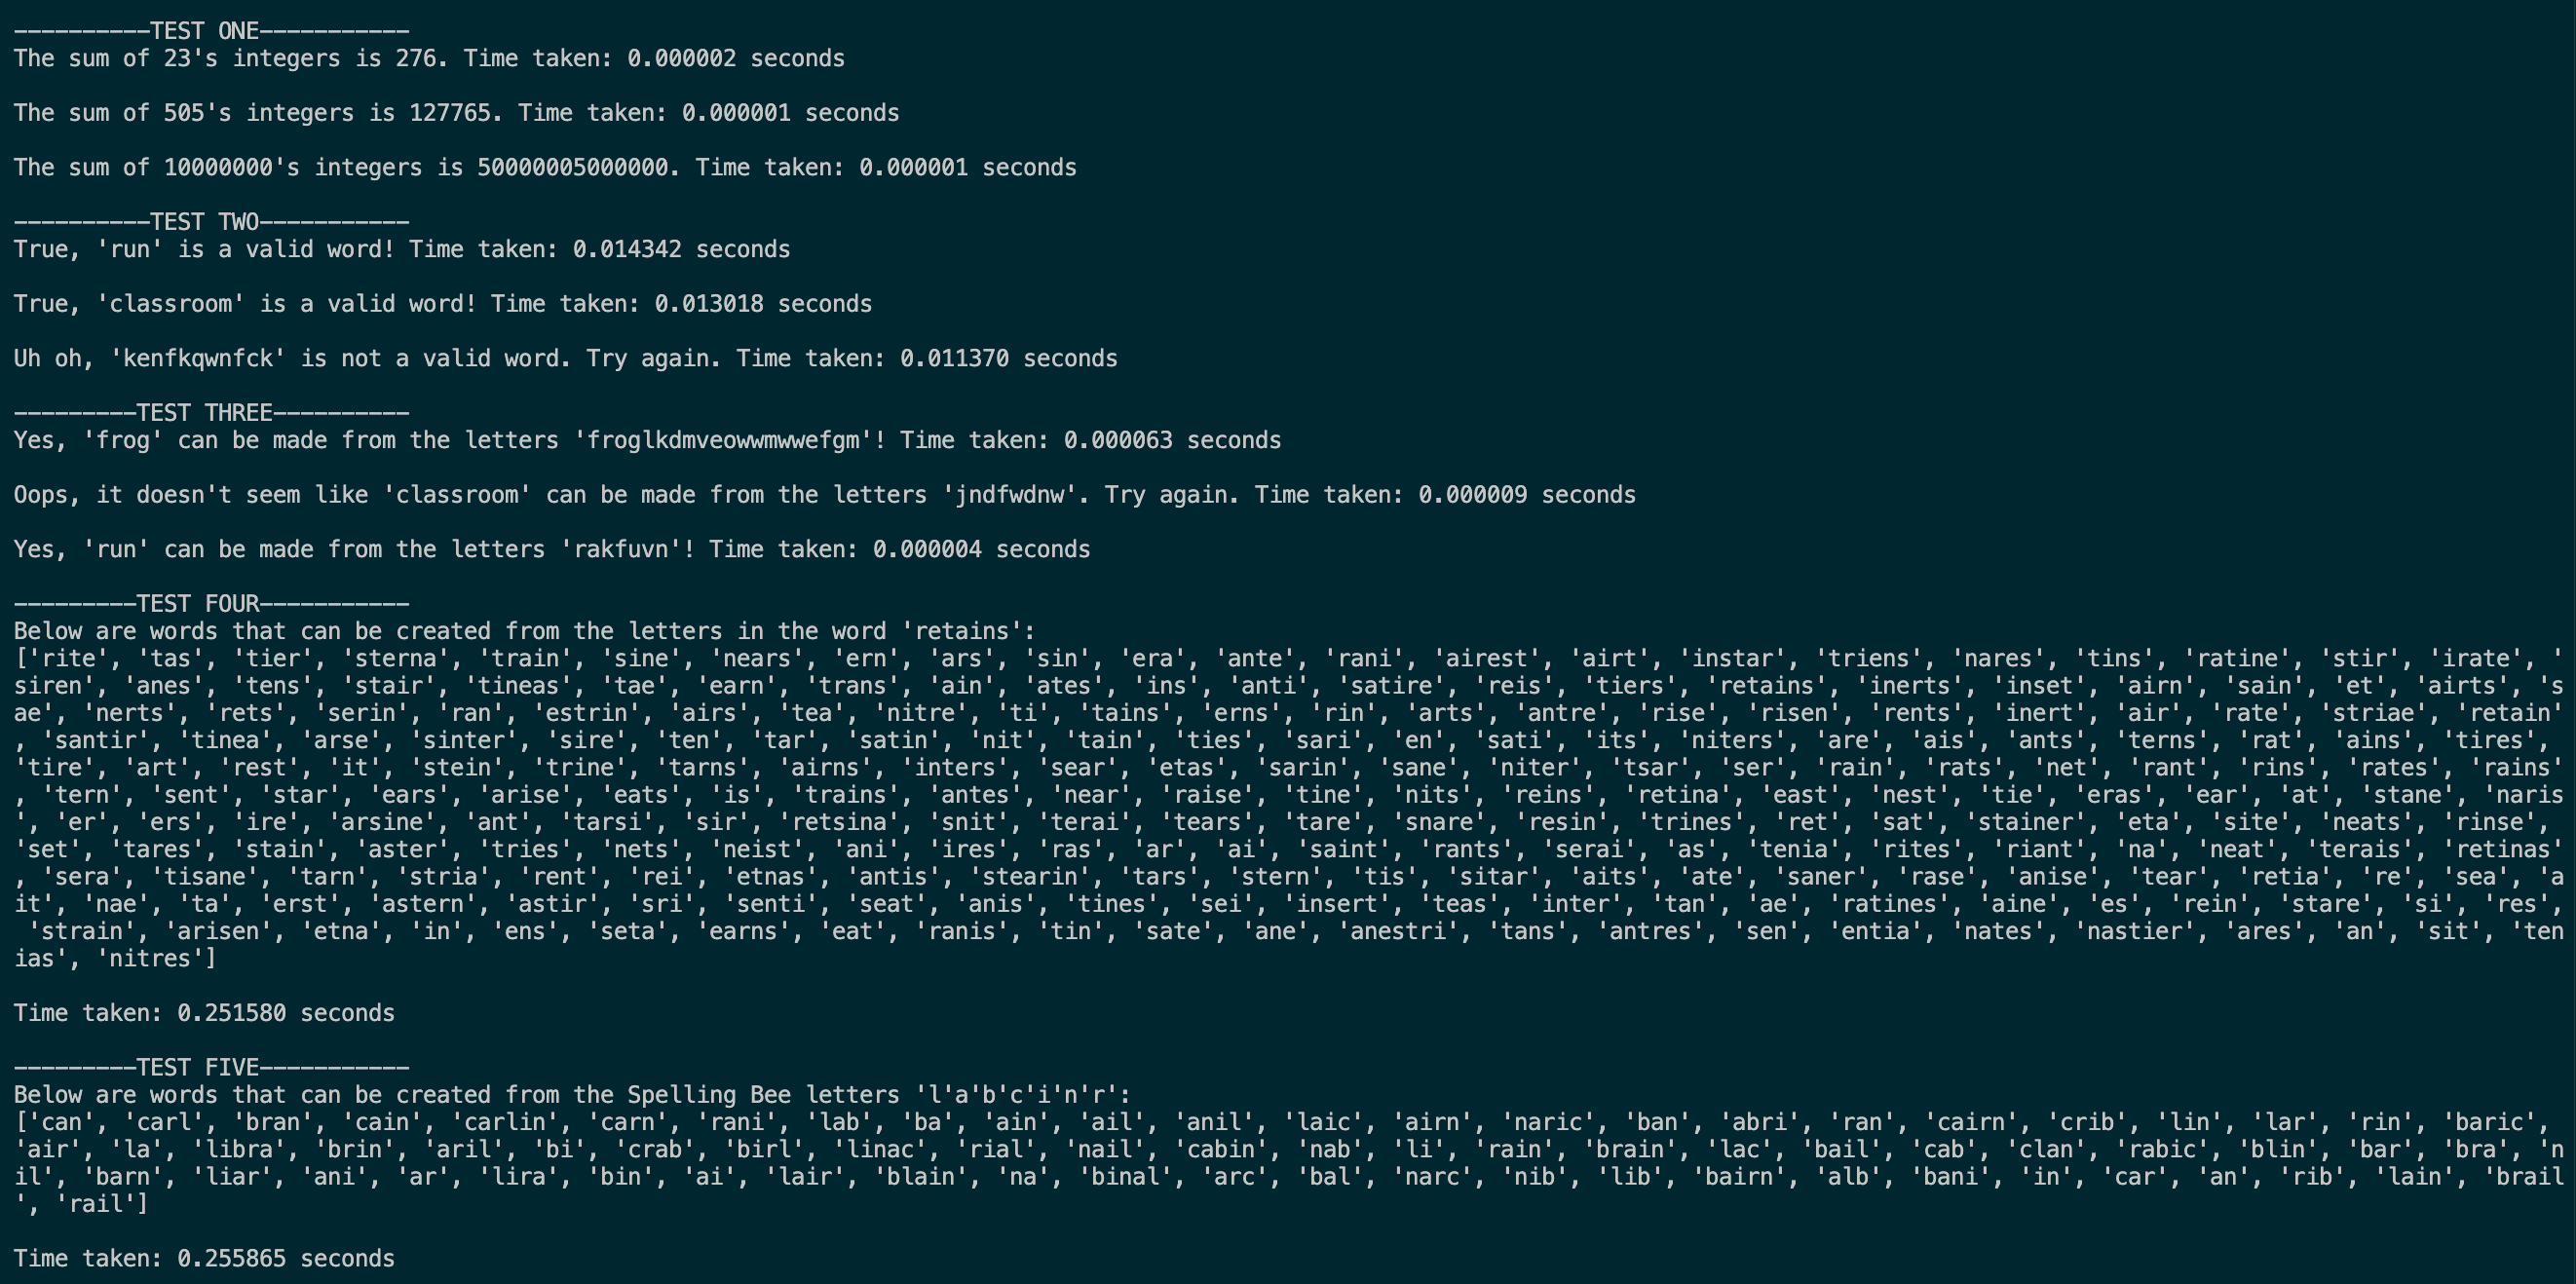 ----------TEST ONE-----------
The sum of 23's integers is 276. Time taken: 0.000002 seconds
The sum of 505's integers is 127765. Time taken: 0.000001 seconds
The sum of 10000000's integers is 50000005000000. Time taken: 0.000001 seconds
----------TEST TWO-----------
True, 'run' is a valid word! Time taken: 0.014342 seconds
True, 'classroom' is a valid word! Time taken: 0.013018 seconds
Uh oh, 'kenfkqwnfck' is not a valid word. Try again. Time taken: 0.011370 seconds
---------TEST THREE----------
Yes, 'frog' can be made from the letters 'froglkdmveowwmwwefgm'! Time taken: 0.000063 seconds
Oops, it doesn't seem like 'classroom' can be made from the letters 'jndfwdnw'. Try again. Time taken: 0.000009 seconds
Yes, 'run' can be made from the letters 'rakfuvn'! Time taken: 0.000004 seconds
---------TEST FOUR-----------
Below are words that can be created from the letters in the word 'retains':
['rite', 'tas', 'tier', 'sterna', 'train', 'sine', 'nears', 'ern', 'ars', 'sin', 'era', 'ante', 'rani', 'airest', 'airt', 'instar', 'triens', 'nares', 'tins', 'ratine', 'stir', 'irate', '
siren', 'anes', 'tens', 'stair', 'tineas', 'tae', 'earn', 'trans', 'ain', 'ates', 'ins', 'anti', 'satire', 'reis', 'tiers', 'retains', 'inerts', 'inset', 'airn', 'sain', 'et', 'airts', 's
ae', 'nerts', 'rets', 'serin', 'ran', 'estrin', 'airs', 'tea', 'nitre', 'ti', 'tains', 'erns', 'rin', 'arts', 'antre', 'rise', 'risen', 'rents', 'inert', 'air', 'rate', 'striae', 'retain'
, 'santir', 'tinea', 'arse', 'sinter', 'sire', 'ten', 'tar', 'satin', 'nit', 'tain', 'ties', 'sari', 'en', 'sati', 'its', 'niters', 'are', 'ais', 'ants', 'terns', 'rat', 'ains', 'tires',
'tire', 'art', 'rest', 'it', 'stein', 'trine', 'tarns', 'airns', 'inters', 'sear', 'etas', 'sarin', 'sane', 'niter', 'tsar', 'ser', 'rain', 'rats', 'net', 'rant', 'rins', 'rates', 'rains'
, 'tern', 'sent', 'star', 'ears', 'arise', 'eats', 'is', 'trains', 'antes', 'near', 'raise', 'tine', 'nits', 'reins', 'retina', 'east', 'nest', 'tie', 'eras', 'ear', 'at', 'stane', 'naris
', 'er', 'ers', 'ire', 'arsine', 'ant', 'tarsi', 'sir', 'retsina', 'snit', 'terai', 'tears', 'tare', 'snare', 'resin', 'trines', 'ret', 'sat', 'stainer', 'eta', 'site', 'neats', 'rinse',
'set', 'tares', 'stain', 'aster', 'tries', 'nets', 'neist', 'ani', 'ires', 'ras', 'ar', 'ai', 'saint', 'rants', 'serai', 'as', 'tenia', 'rites', 'riant', 'na', 'neat', 'terais', 'retinas'
, 'sera', 'tisane', 'tarn', 'stria', 'rent', 'rei', 'etnas', 'antis', 'stearin', 'tars', 'stern', 'tis', 'sitar', 'aits', 'ate', 'saner', 'rase', 'anise', 'tear', 'retia', 're', 'sea', 'a
it', 'nae', 'ta', 'erst', 'astern', 'astir', 'sri', 'senti', 'seat', 'anis', 'tines', 'sei', 'insert', 'teas', 'inter', 'tan', 'ae', 'ratines', 'aine', 'es', 'rein', 'stare', 'si', 'res',
'strain', 'arisen', 'etna', 'in', 'ens', 'seta', 'earns', 'eat', 'ranis', 'tin', 'sate', 'ane', 'anestri', 'tans', 'antres', 'sen', 'entia', 'nates', 'nastier', 'ares', 'an', 'sit', 'ten
ias', 'nitres']
Time taken: 0.251580 seconds
---------TEST FIVE-----------
Below are words that can be created from the Spelling Bee letters 'l'a'b'c'i'n'r':
['can', 'carl', 'bran', 'cain', 'carlin', 'carn', 'rani', 'lab', 'ba', 'ain', 'ail', 'anil', 'laic', 'airn', 'naric', 'ban', 'abri', 'ran', 'cairn', 'crib', 'lin', 'lar', 'rin', 'baric',
'air', 'la', 'libra', 'brin', 'aril', 'bi', 'crab', 'birl', 'linac', 'rial', 'nail', 'cabin', 'nab', 'li', 'rain', 'brain', 'lac', 'bail', 'cab', 'clan', 'rabic', 'blin', 'bar', 'bra', 'n
il', 'barn', 'liar', 'ani', 'ar', 'lira', 'bin', 'ai', 'lair', 'blain', 'na', 'binal', 'arc', 'bal', 'narc', 'nib', 'lib', 'bairn', 'alb', 'bani', 'in', 'car', 'an', 'rib', 'lain', 'brail
', 'rail']
Time taken: 0.255865 seconds